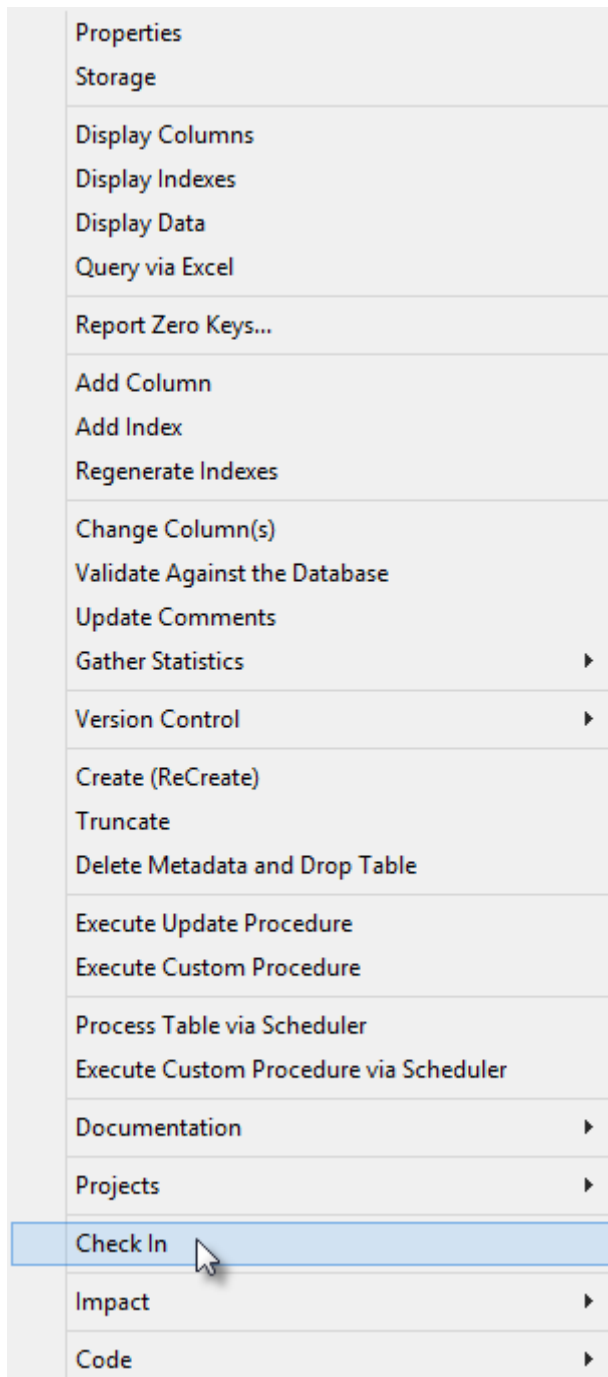 Properties
Storage
Display Columns
Display Indexes
Display Data
Query via Excel
Report Zero Keys...
Add Column
Add Index
Regenerate Indexes
Change Column(s)
Validate Against the Database
Update Comments
Gather Statistics
Version Control
Create (ReCreate)
Truncate
Delete Metadata and Drop Table
Execute Update Procedure
Execute Custom Procedure
Process Table via Scheduler
Execute Custom Procedure via Scheduler
Documentation
Projects
Check In
Impact
Code